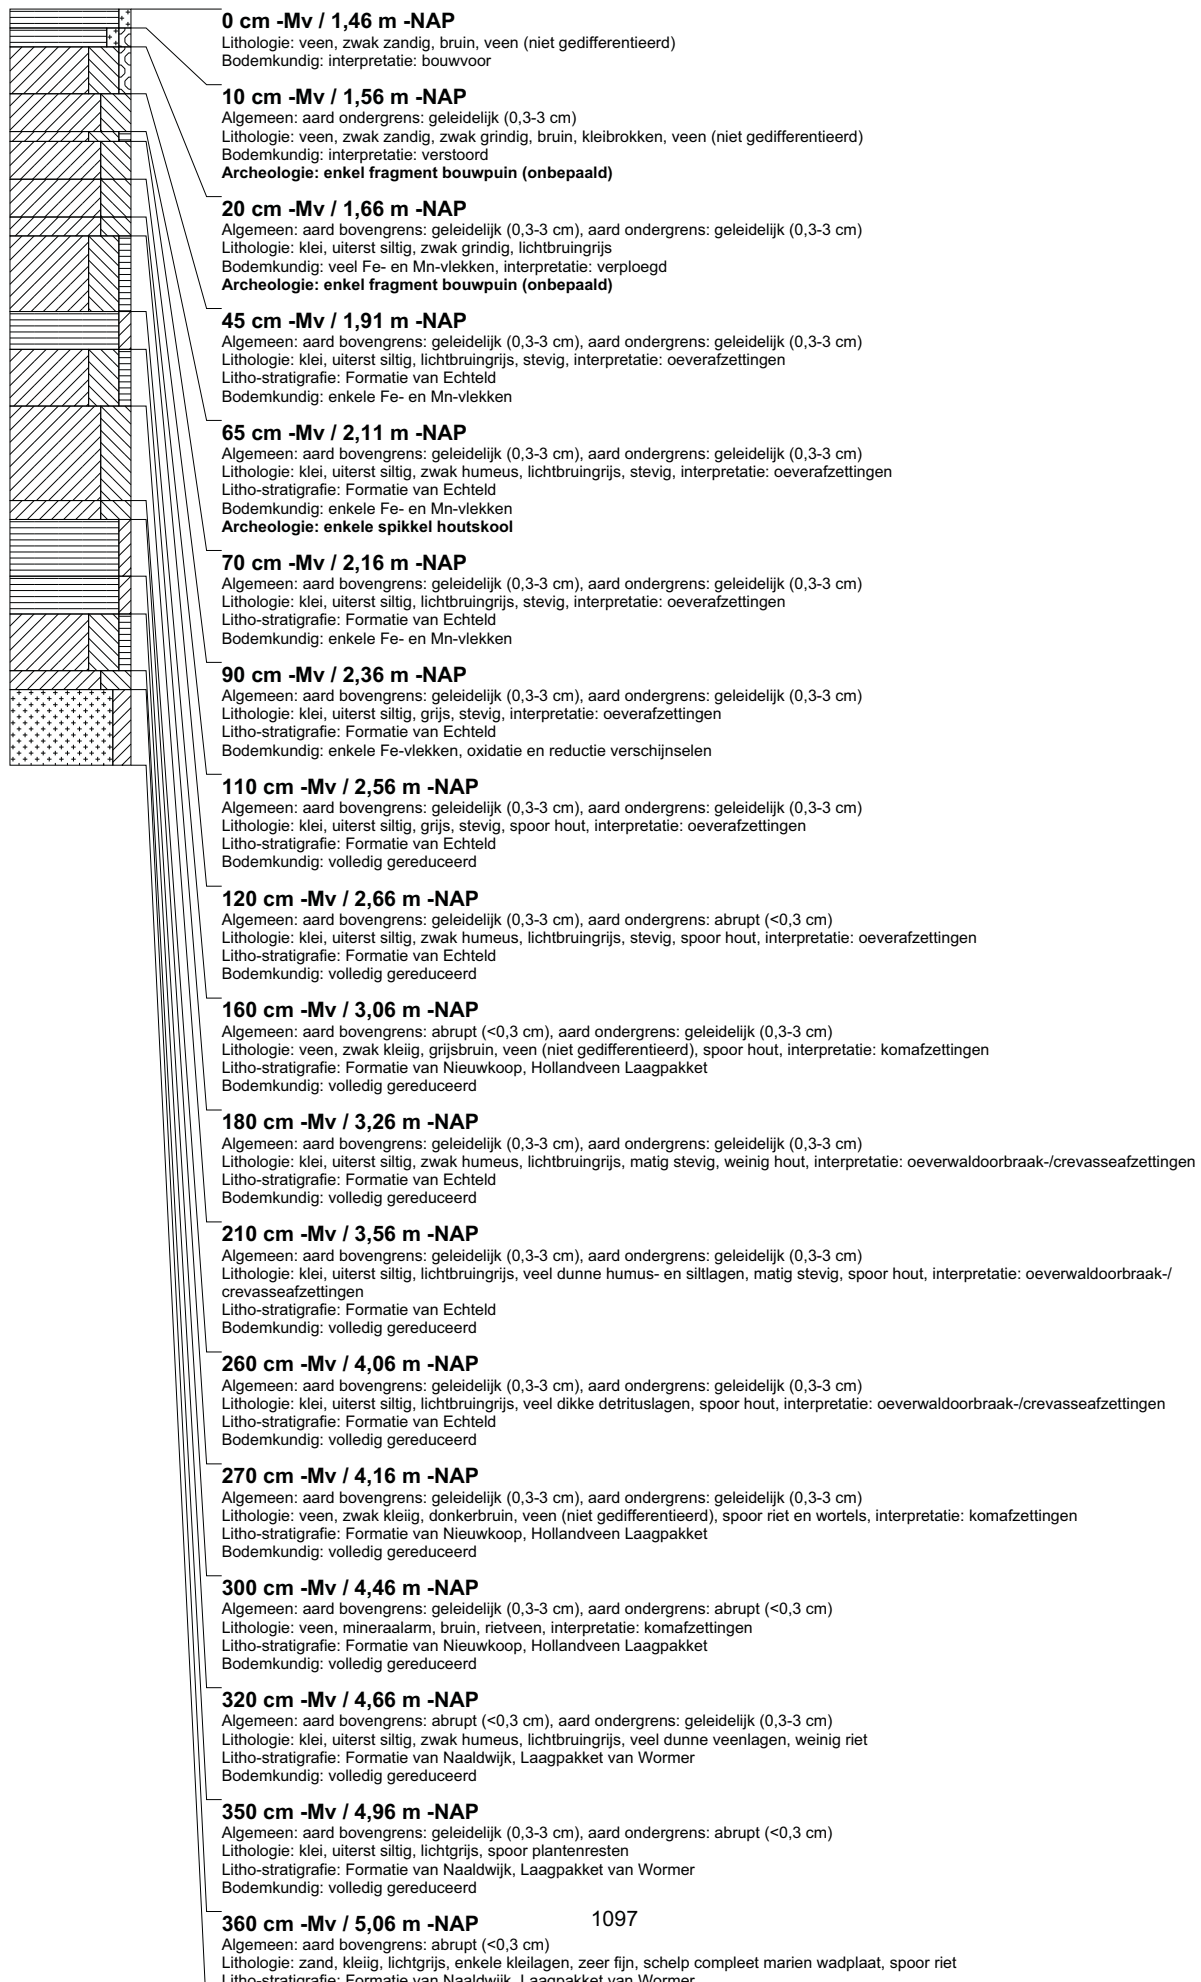 0 cm -Mv / 1,46 m -NAP
Lithologie: veen, zwak zandig, bruin, veen (niet gedifferentieerd)
Bodemkundig: interpretatie: bouwvoor
10 cm -Mv / 1,56 m -NAP
Algemeen: aard ondergrens: geleidelijk (0,3-3 cm)
Lithologie: veen, zwak zandig, zwak grindig, bruin, kleibrokken, veen (niet gedifferentieerd)
Bodemkundig: interpretatie: verstoord
Archeologie: enkel fragment bouwpuin (onbepaald)
20 cm -Mv / 1,66 m -NAP
Algemeen: aard bovengrens: geleidelijk (0,3-3 cm), aard ondergrens: geleidelijk (0,3-3 cm)
Lithologie: klei, uiterst siltig, zwak grindig, lichtbruingrijs
Bodemkundig: veel Fe- en Mn-vlekken, interpretatie: verploegd
Archeologie: enkel fragment bouwpuin (onbepaald)
45 cm -Mv / 1,91 m -NAP
Algemeen: aard bovengrens: geleidelijk (0,3-3 cm), aard ondergrens: geleidelijk (0,3-3 cm)
Lithologie: klei, uiterst siltig, lichtbruingrijs, stevig, interpretatie: oeverafzettingen
Litho-stratigrafie: Formatie van Echteld
Bodemkundig: enkele Fe- en Mn-vlekken
65 cm -Mv / 2,11 m -NAP
Algemeen: aard bovengrens: geleidelijk (0,3-3 cm), aard ondergrens: geleidelijk (0,3-3 cm)
Lithologie: klei, uiterst siltig, zwak humeus, lichtbruingrijs, stevig, interpretatie: oeverafzettingen
Litho-stratigrafie: Formatie van Echteld
Bodemkundig: enkele Fe- en Mn-vlekken
Archeologie: enkele spikkel houtskool
70 cm -Mv / 2,16 m -NAP
Algemeen: aard bovengrens: geleidelijk (0,3-3 cm), aard ondergrens: geleidelijk (0,3-3 cm)
Lithologie: klei, uiterst siltig, lichtbruingrijs, stevig, interpretatie: oeverafzettingen
Litho-stratigrafie: Formatie van Echteld
Bodemkundig: enkele Fe- en Mn-vlekken
90 cm -Mv / 2,36 m -NAP
Algemeen: aard bovengrens: geleidelijk (0,3-3 cm), aard ondergrens: geleidelijk (0,3-3 cm)
Lithologie: klei, uiterst siltig, grijs, stevig, interpretatie: oeverafzettingen
Litho-stratigrafie: Formatie van Echteld
Bodemkundig: enkele Fe-vlekken, oxidatie en reductie verschijnselen
110 cm -Mv / 2,56 m -NAP
Algemeen: aard bovengrens: geleidelijk (0,3-3 cm), aard ondergrens: geleidelijk (0,3-3 cm)
Lithologie: klei, uiterst siltig, grijs, stevig, spoor hout, interpretatie: oeverafzettingen
Litho-stratigrafie: Formatie van Echteld
Bodemkundig: volledig gereduceerd
120 cm -Mv / 2,66 m -NAP
Algemeen: aard bovengrens: geleidelijk (0,3-3 cm), aard ondergrens: abrupt (<0,3 cm)
Lithologie: klei, uiterst siltig, zwak humeus, lichtbruingrijs, stevig, spoor hout, interpretatie: oeverafzettingen
Litho-stratigrafie: Formatie van Echteld
Bodemkundig: volledig gereduceerd
160 cm -Mv / 3,06 m -NAP
Algemeen: aard bovengrens: abrupt (<0,3 cm), aard ondergrens: geleidelijk (0,3-3 cm)
Lithologie: veen, zwak kleiig, grijsbruin, veen (niet gedifferentieerd), spoor hout, interpretatie: komafzettingen
Litho-stratigrafie: Formatie van Nieuwkoop, Hollandveen Laagpakket
Bodemkundig: volledig gereduceerd
180 cm -Mv / 3,26 m -NAP
Algemeen: aard bovengrens: geleidelijk (0,3-3 cm), aard ondergrens: geleidelijk (0,3-3 cm)
Lithologie: klei, uiterst siltig, zwak humeus, lichtbruingrijs, matig stevig, weinig hout, interpretatie: oeverwaldoorbraak-/crevasseafzettingen
Litho-stratigrafie: Formatie van Echteld
Bodemkundig: volledig gereduceerd
210 cm -Mv / 3,56 m -NAP
Algemeen: aard bovengrens: geleidelijk (0,3-3 cm), aard ondergrens: geleidelijk (0,3-3 cm)
Lithologie: klei, uiterst siltig, lichtbruingrijs, veel dunne humus- en siltlagen, matig stevig, spoor hout, interpretatie: oeverwaldoorbraak-/
crevasseafzettingen
Litho-stratigrafie: Formatie van Echteld
Bodemkundig: volledig gereduceerd
260 cm -Mv / 4,06 m -NAP
Algemeen: aard bovengrens: geleidelijk (0,3-3 cm), aard ondergrens: geleidelijk (0,3-3 cm)
Lithologie: klei, uiterst siltig, lichtbruingrijs, veel dikke detrituslagen, spoor hout, interpretatie: oeverwaldoorbraak-/crevasseafzettingen
Litho-stratigrafie: Formatie van Echteld
Bodemkundig: volledig gereduceerd
270 cm -Mv / 4,16 m -NAP
Algemeen: aard bovengrens: geleidelijk (0,3-3 cm), aard ondergrens: geleidelijk (0,3-3 cm)
Lithologie: veen, zwak kleiig, donkerbruin, veen (niet gedifferentieerd), spoor riet en wortels, interpretatie: komafzettingen
Litho-stratigrafie: Formatie van Nieuwkoop, Hollandveen Laagpakket
Bodemkundig: volledig gereduceerd
300 cm -Mv / 4,46 m -NAP
Algemeen: aard bovengrens: geleidelijk (0,3-3 cm), aard ondergrens: abrupt (<0,3 cm)
Lithologie: veen, mineraalarm, bruin, rietveen, interpretatie: komafzettingen
Litho-stratigrafie: Formatie van Nieuwkoop, Hollandveen Laagpakket
Bodemkundig: volledig gereduceerd
320 cm -Mv / 4,66 m -NAP
Algemeen: aard bovengrens: abrupt (<0,3 cm), aard ondergrens: geleidelijk (0,3-3 cm)
Lithologie: klei, uiterst siltig, zwak humeus, lichtbruingrijs, veel dunne veenlagen, weinig riet
Litho-stratigrafie: Formatie van Naaldwijk, Laagpakket van Wormer
Bodemkundig: volledig gereduceerd
350 cm -Mv / 4,96 m -NAP
Algemeen: aard bovengrens: geleidelijk (0,3-3 cm), aard ondergrens: abrupt (<0,3 cm)
Lithologie: klei, uiterst siltig, lichtgrijs, spoor plantenresten
Litho-stratigrafie: Formatie van Naaldwijk, Laagpakket van Wormer
Bodemkundig: volledig gereduceerd
360 cm -Mv / 5,06 m -NAP 1097
Algemeen: aard bovengrens: abrupt (<0,3 cm)
Lithologie: zand, kleiig, lichtgrijs, enkele kleilagen, zeer fijn, schelp compleet marien wadplaat, spoor riet
Litho-stratigrafie: Formatie van Naaldwijk, Laagpakket van Wormer